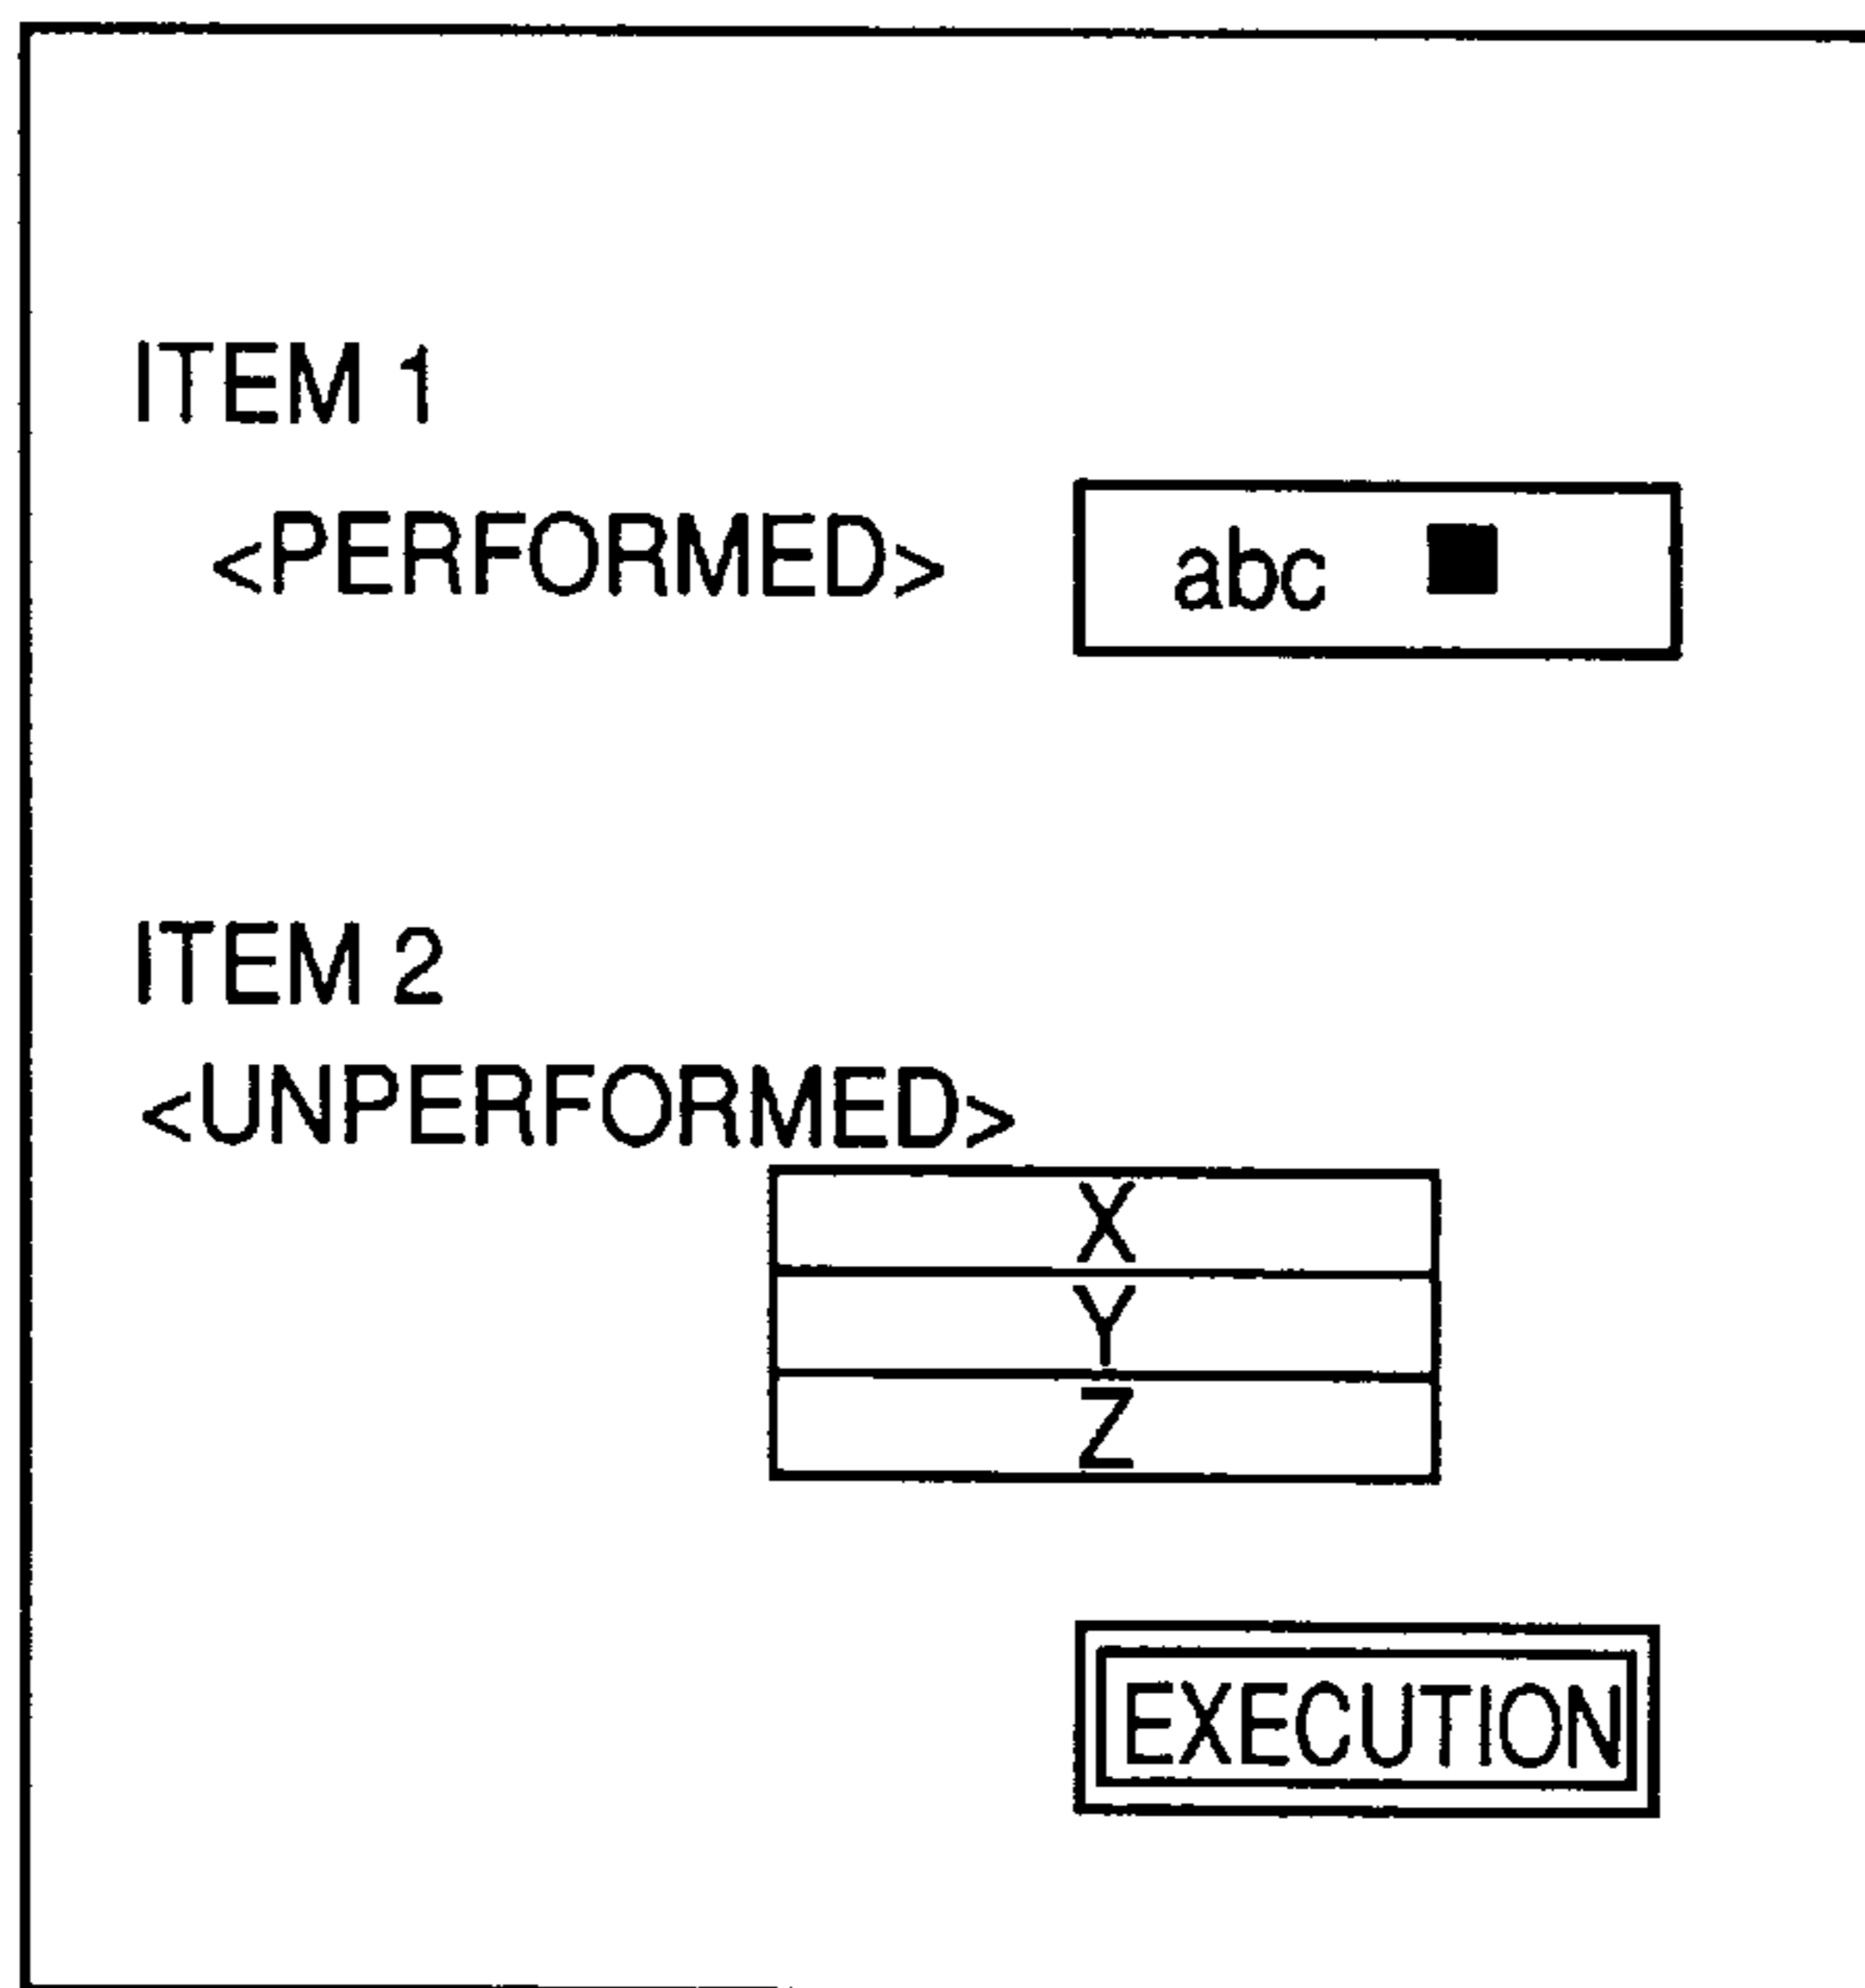 ITEM 1
<PERFORMED> abc ■
ITEM 2
<UNPERFORMED>
X
Y
Z
EXECUTION